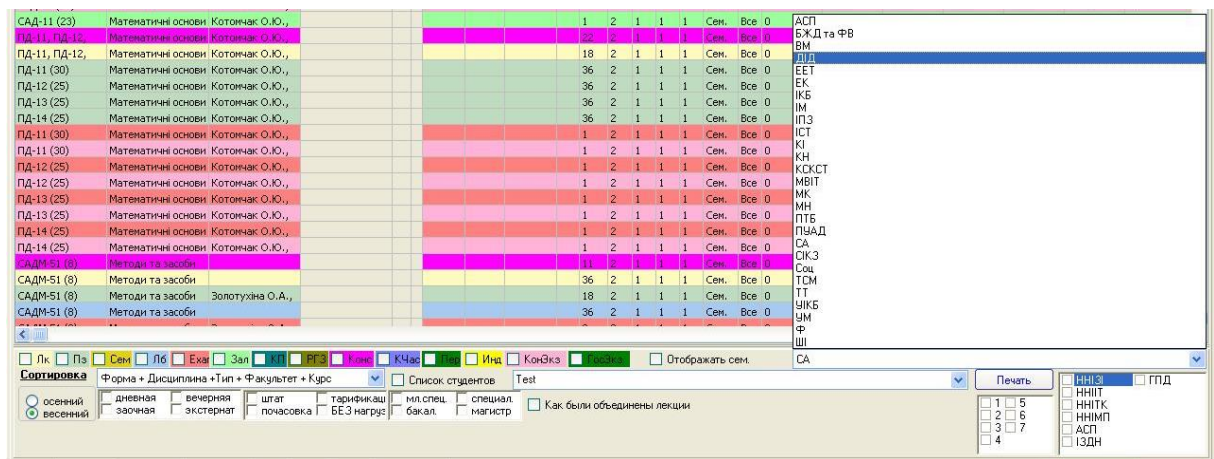 САД-11 (23) Математичні основи Котомчак О.Ю., 1 2 1 1 1 Сем. Все 0
ПД-11, ПД-12, Математичні основи Котомчак О.Ю., 22 2 1 1 1 Сем. Все 0
ПД-11, ПД-12, Математичні основи Котомчак О.Ю., 18 2 1 1 1 Сем. Все 0
ПД-11 (30) Математичні основи Котомчак О.Ю., 36 2 1 1 1 Сем. Все 0
ПД-12 (25) Математичні основи Котомчак О.Ю., 36 2 1 1 1 Сем. Все 0
ПД-13 (25) Математичні основи Котомчак О.Ю., 36 2 1 1 1 Сем. Все 0
ПД-14 (25) Математичні основи Котомчак О.Ю., 36 2 1 1 1 Сем. Все 0
ПД-11 (30) Математичні основи Котомчак О.Ю., 1 2 1 1 1 Сем. Все 0
ПД-11 (30) Математичні основи Котомчак О.Ю., 1 2 1 1 1 Сем. Все 0
ПД-12 (25) Математичні основи Котомчак О.Ю., 1 2 1 1 1 Сем. Все 0
ПД-12 (25) Математичні основи Котомчак О.Ю., 1 2 1 1 1 Сем. Все 0
ПД-13 (25) Математичні основи Котомчак О.Ю., 1 2 1 1 1 Сем. Все 0
ПД-13 (25) Математичні основи Котомчак О.Ю., 1 2 1 1 1 Сем. Все 0
ПД-14 (25) Математичні основи Котомчак О.Ю., 1 2 1 1 1 Сем. Все 0
ПД-14 (25) Математичні основи Котомчак О.Ю., 1 2 1 1 1 Сем. Все 0
САДМ-51 (8) Методи та засоби 11 2 1 1 1 Сем. Все 0
САДМ-51 (8) Методи та засоби 36 2 1 1 1 Сем. Все 0
САДМ-51 (8) Методи та засоби Золотухіна О.А., 18 2 1 1 1 Сем. Все 0
САДМ-51 (8) Методи та засоби 36 2 1 1 1 Сем. Все 0
АСП
БЖД та ФВ
ВМ
ДІД
ЕЕТ
ЕК
ІКБ
ІМ
ІПЗ
ІСТ
КІ
КН
КСКСТ
МВІТ
МК
МН
ПТБ
ПУАД
СА
СІКЗ
Соц
ТСМ
ТТ
УІКБ
УМ
Ф
ШІ
Лк Пз Сем Лб Екза Зал КП РГЗ Конс КЧас Пер Инд КонЭкз ГосЭкз Отображать сем. СА
Сортировка Форма + Дисциплина +Тип + Факультет + Курс Список студентов Test Печать
осенний
весенний
дневная вечерняя
заочная экстернат
штат тарификаци
почасовка БЕЗ нагруз
мл.спец. специал.
бакал. магистр
Как были объединены лекции
1 5
2 6
3 7
4
ННІЗІ ГПД
ННІІТ
ННІТК
ННІМП
АСП
ІЗДН